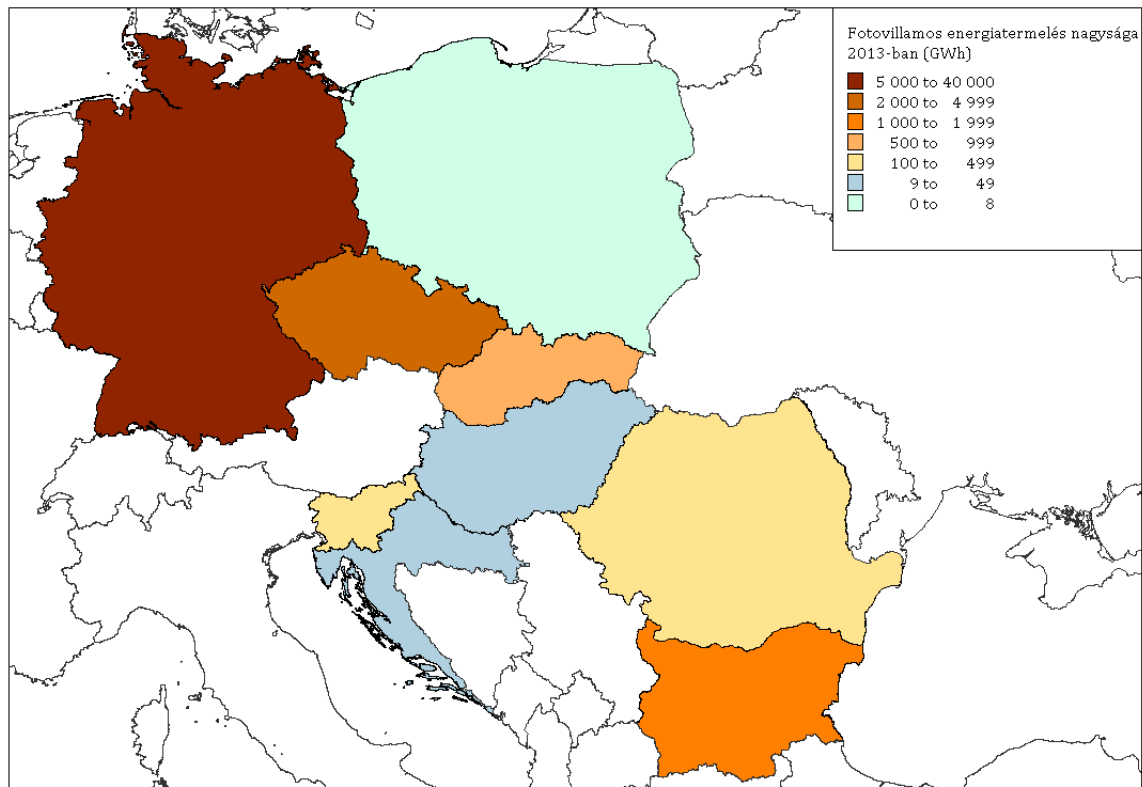 Fotovillamos energiatermelés nagysága
2013-ban (GWh)
5 000 to 40 000
2 000 to 4 999
1 000 to 1 999
500 to 999
100 to 499
9 to 49
0 to 8